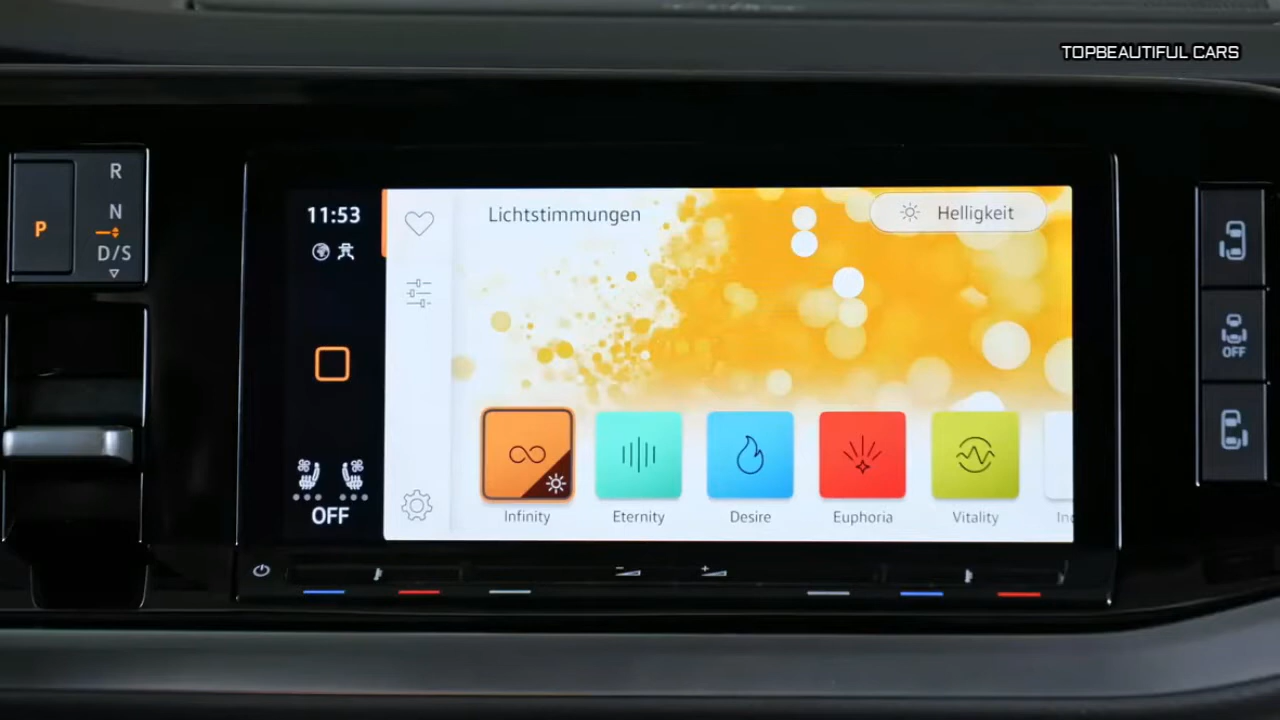 TOPBEAUTIFUL CARS
R
N
P
D/S
11:53
Lichtstimmungen
Helligkeit
OFF
OFF
Infinity
Eternity
Desire
Euphoria
Vitality